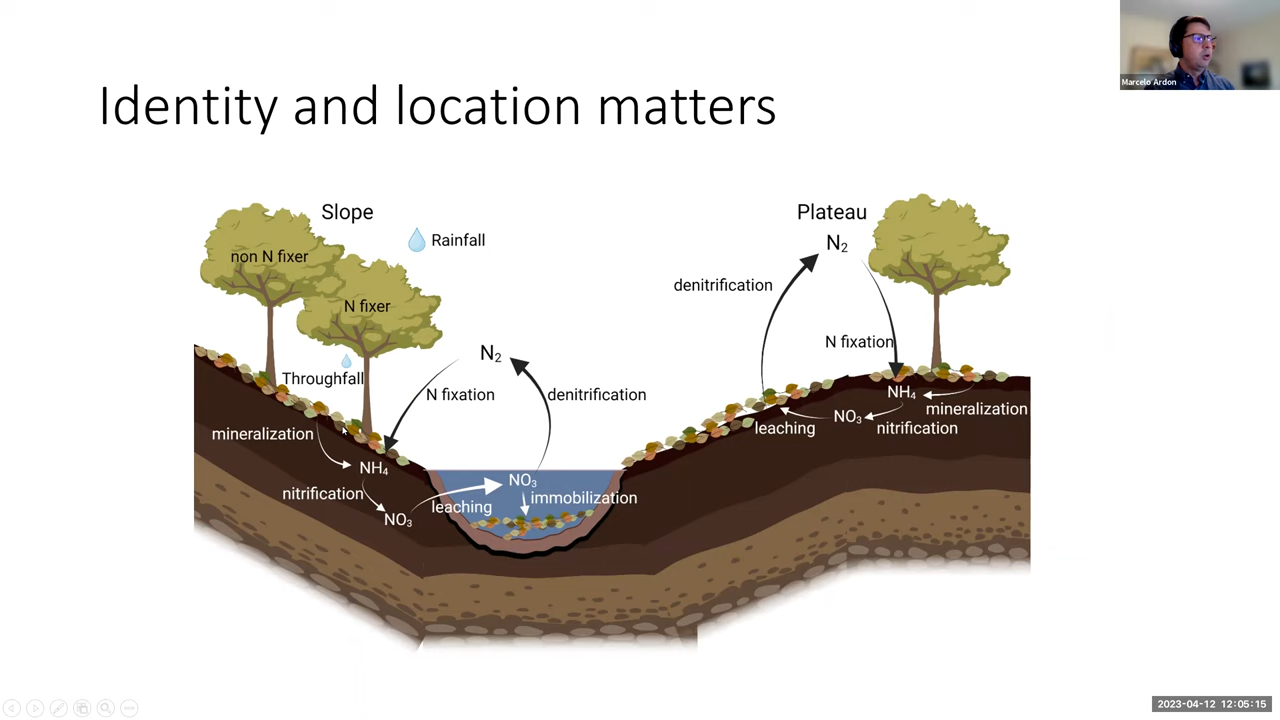 Marcelo Ardon
Identity and location matters
Slope
Rainfall
non N fixer
N fixer
Throughfall
N₂
N fixation
denitrification
mineralization
NH₄
nitrification
NO₃
leaching
NO₃
immobilization
Plateau
N₂
denitrification
N fixation
NH₄
mineralization
NO₃
nitrification
leaching
2023-04-12 12:05:15